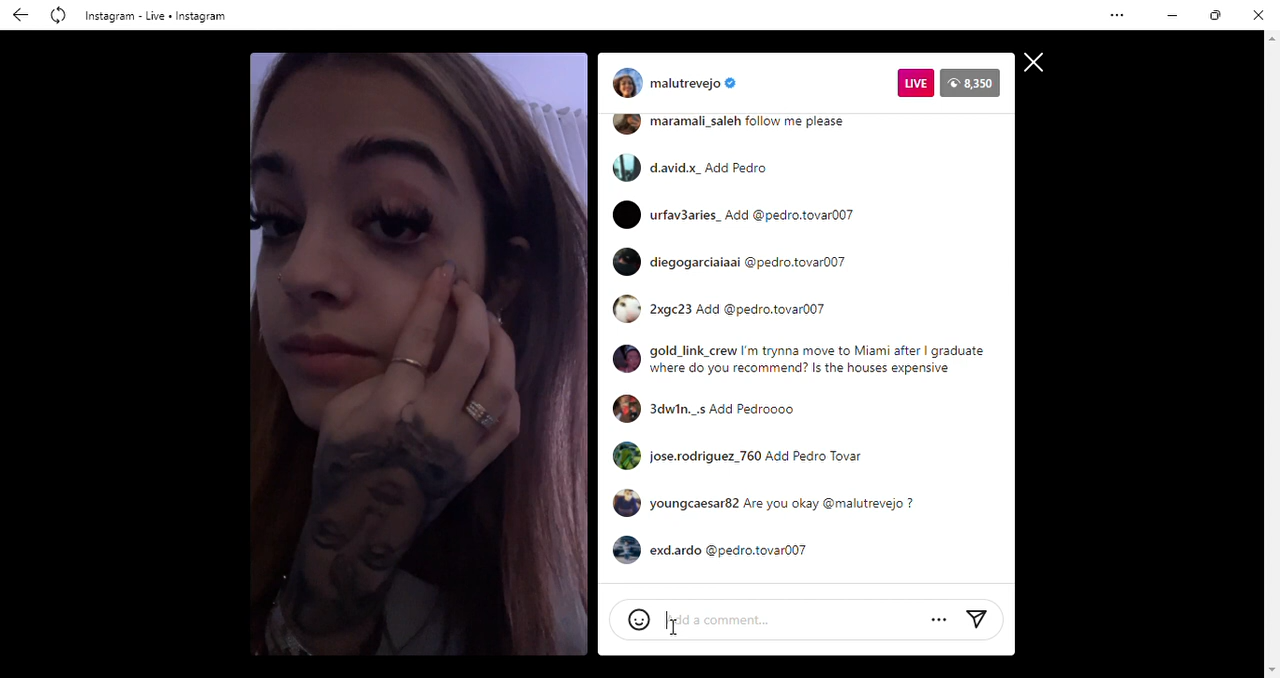 Instagram - Live • Instagram
malutrevejo
LIVE
8,350
maramali_saleh follow me please
d.avid.x_ Add Pedro
urfav3aries_ Add @pedro.tovar007
diegogarciaiaai @pedro.tovar007
2xgc23 Add @pedro.tovar007
gold_link_crew I'm trynna move to Miami after I graduate
where do you recommend? Is the houses expensive
3dw1n._.s Add Pedroooo
jose.rodriguez_760 Add Pedro Tovar
youngcaesar82 Are you okay @malutrevejo ?
exd.ardo @pedro.tovar007
Add a comment...